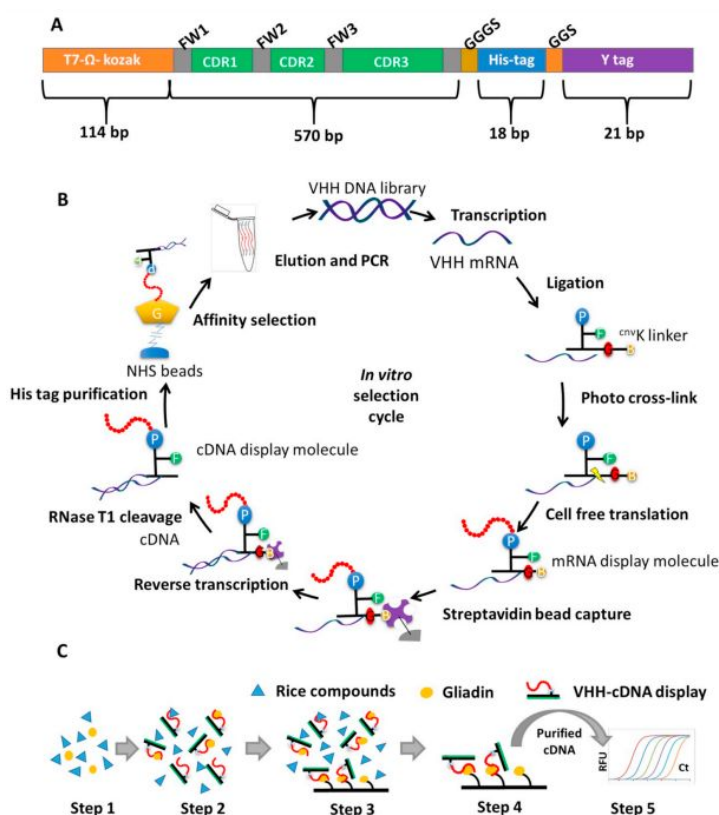 A
FW1
FW2
FW3
GGGS
GGS
T7-Ω- kozak
CDR1
CDR2
CDR3
His-tag
Y tag
114 bp
570 bp
18 bp
21 bp
B
VHH DNA library
Transcription
Elution and PCR
VHH mRNA
Ligation
P
F
cnvK linker
B
G
Affinity selection
NHS beads
His tag purification
In vitro
selection
cycle
Photo cross-link
P
F
cDNA display molecule
P
F
B
Cell free translation
RNase T1 cleavage
cDNA
P
F
B
P
F
B
mRNA display molecule
Reverse transcription
P
F
B
Streptavidin bead capture
C
Rice compounds
Gliadin
VHH-cDNA display
Purified
cDNA
RFU
Ct
Step 1
Step 2
Step 3
Step 4
Step 5